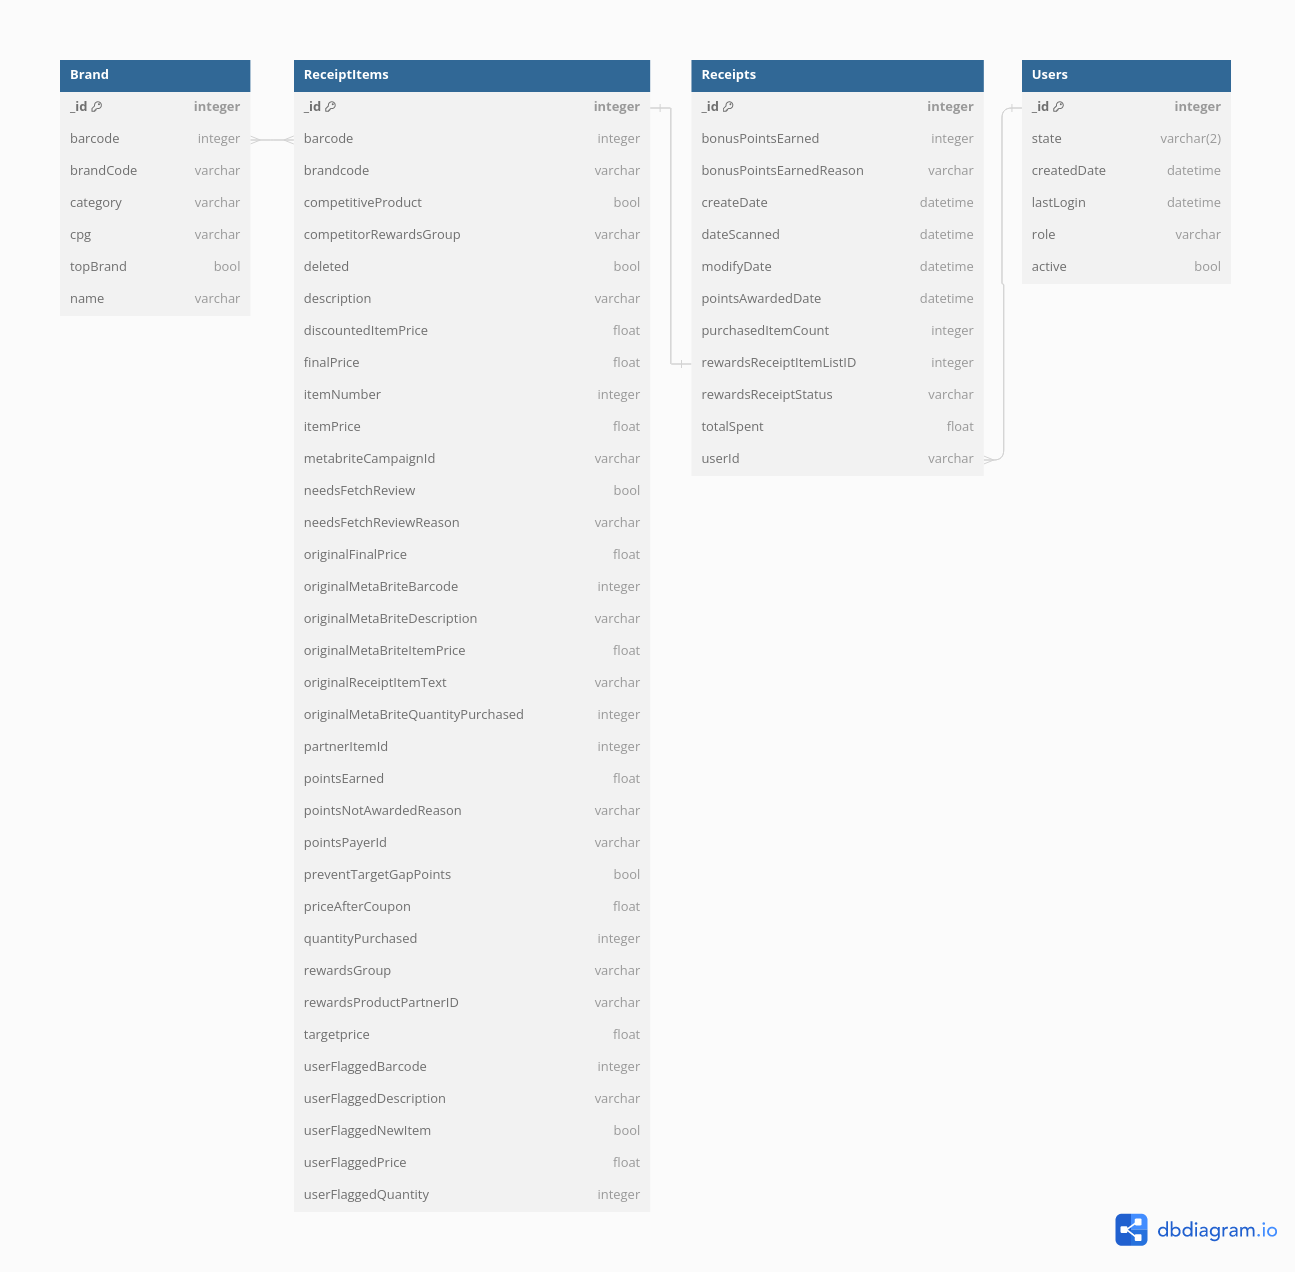 Brand
_id integer
barcode integer
brandCode varchar
category varchar
cpg varchar
topBrand bool
name varchar
ReceiptItems
_id integer
barcode integer
brandcode varchar
competitiveProduct bool
competitorRewardsGroup varchar
deleted bool
description varchar
discountedItemPrice float
finalPrice float
itemNumber integer
itemPrice float
metabriteCampaignId varchar
needsFetchReview bool
needsFetchReviewReason varchar
originalFinalPrice float
originalMetaBriteBarcode integer
originalMetaBriteDescription varchar
originalMetaBriteItemPrice float
originalReceiptItemText varchar
originalMetaBriteQuantityPurchased integer
partnerItemId integer
pointsEarned float
pointsNotAwardedReason varchar
pointsPayerId varchar
preventTargetGapPoints bool
priceAfterCoupon float
quantityPurchased integer
rewardsGroup varchar
rewardsProductPartnerID varchar
targetprice float
userFlaggedBarcode integer
userFlaggedDescription varchar
userFlaggedNewItem bool
userFlaggedPrice float
userFlaggedQuantity integer
Receipts
_id integer
bonusPointsEarned integer
bonusPointsEarnedReason varchar
createDate datetime
dateScanned datetime
modifyDate datetime
pointsAwardedDate datetime
purchasedItemCount integer
rewardsReceiptItemListID integer
rewardsReceiptStatus varchar
totalSpent float
userId varchar
Users
_id integer
state varchar(2)
createdDate datetime
lastLogin datetime
role varchar
active bool
dbdiagram.io